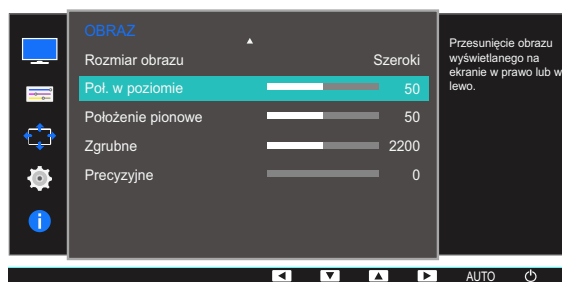 OBRAZ
Rozmiar obrazu Szeroki
Poł. w poziomie 50
Położenie pionowe 50
Zgrubne 2200
Precyzyjne 0
Przesunięcie obrazu
wyświetlanego na
ekranie w prawo lub w
lewo.
AUTO